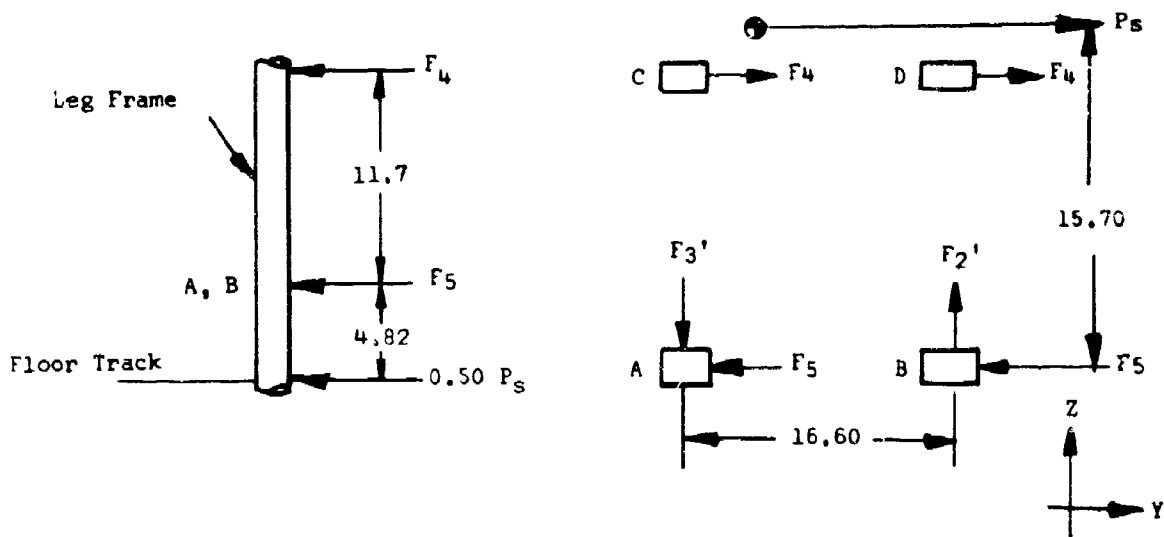 F4
Leg Frame
11.7
F5
A, B
4.82
Floor Track
0.50 Ps
Ps
C
F4
D
F4
15.70
F3'
F2'
A
F5
B
F5
16.60
Z
Y